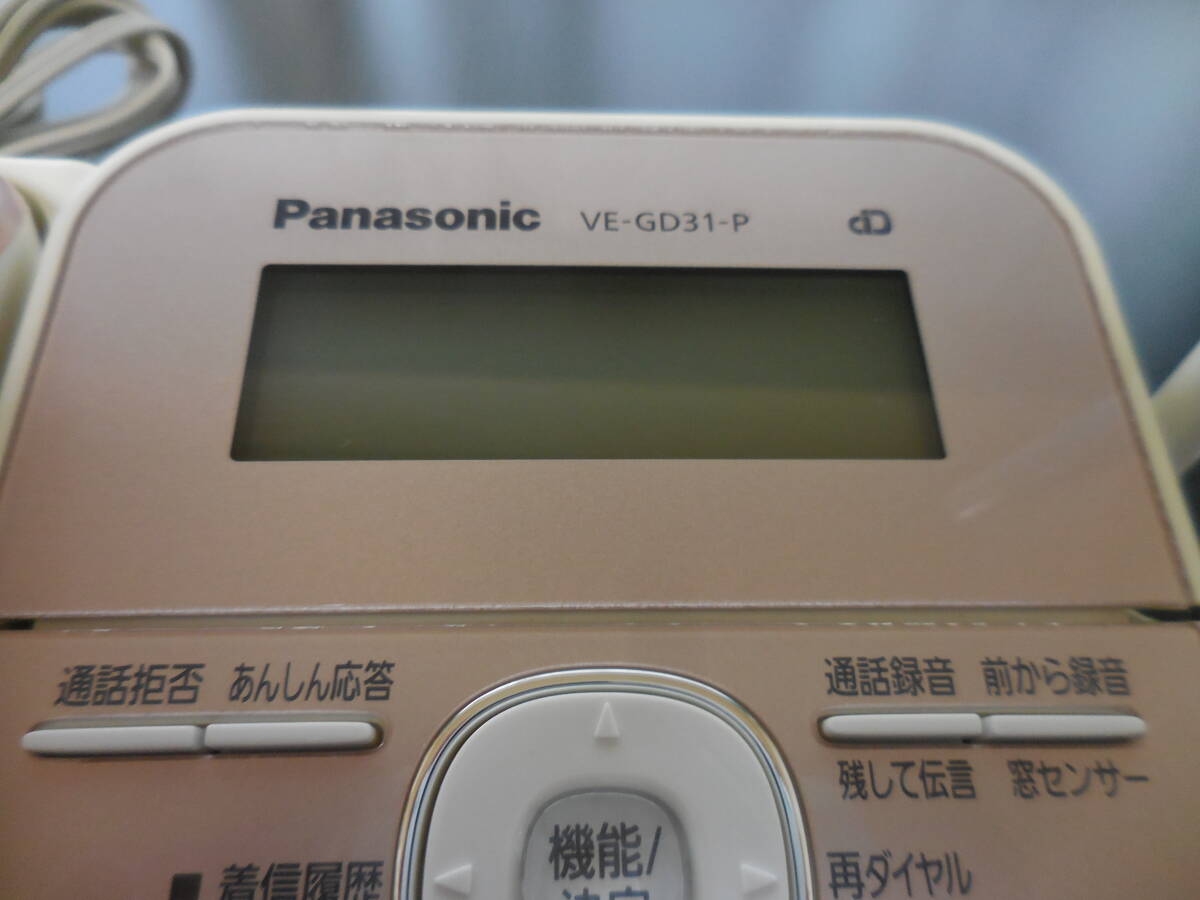 Panasonic VE-GD31-P
通話拒否 あんしん応答
通話録音 前から録音
残して伝言 窓センサー
機能/
決定
着信履歴
再ダイヤル